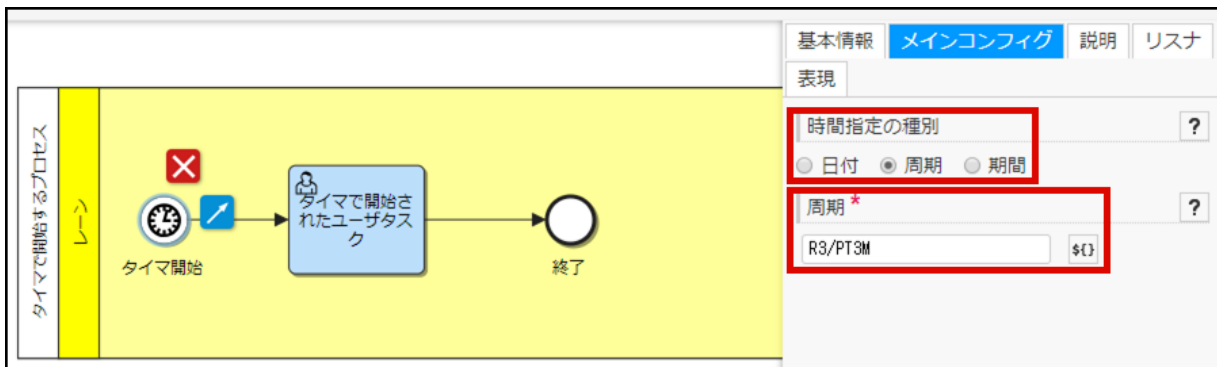 基本情報 メインコンフィグ 説明 リスナ
表現
時間指定の種別 ?
日付 周期 期間
周期 * ?
R3/PT3M ${}
タイマで開始するプロセス
レーン
タイマ開始
タイマで開始さ
れたユーザタス
ク
終了